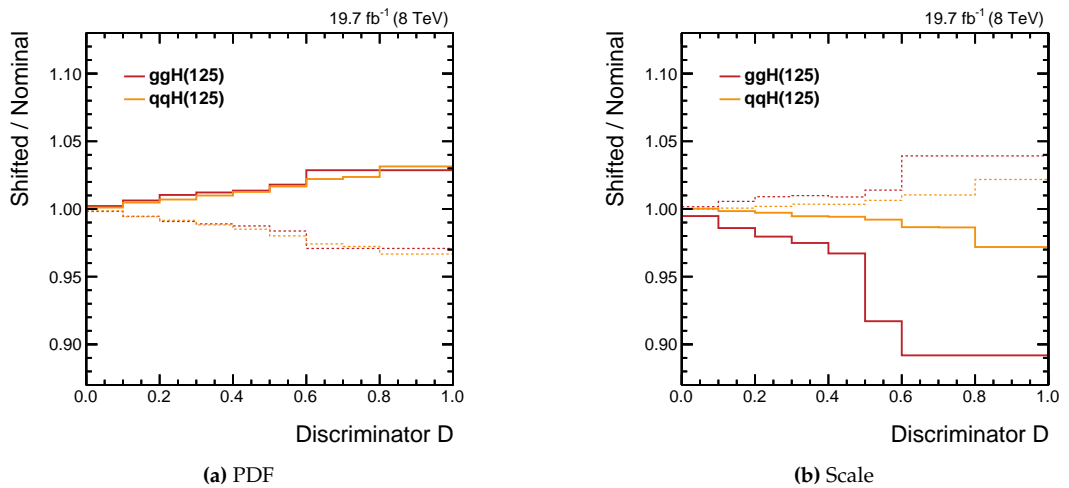 19.7 fb-1 (8 TeV)
Shifted / Nominal
1.10
1.05
1.00
0.95
0.90
ggH(125)
qqH(125)
0.0 0.2 0.4 0.6 0.8 1.0
Discriminator D
(a) PDF
19.7 fb-1 (8 TeV)
Shifted / Nominal
1.10
1.05
1.00
0.95
0.90
ggH(125)
qqH(125)
0.0 0.2 0.4 0.6 0.8 1.0
Discriminator D
(b) Scale